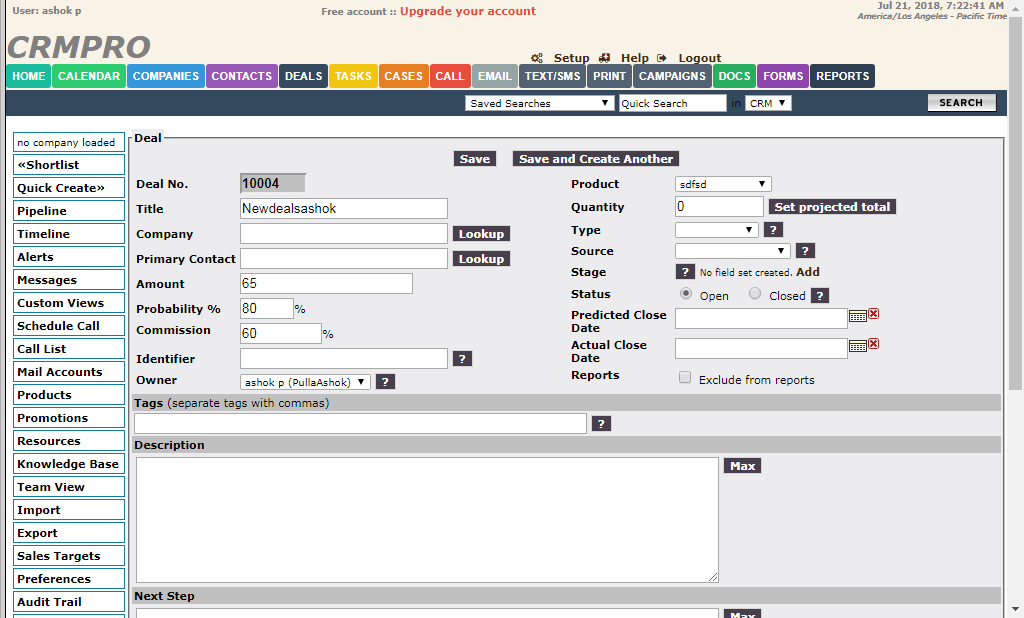 User: ashok p
Free account :: Upgrade your account
Jul 21, 2018, 7:22:41 AM
America/Los Angeles - Pacific Time
CRMPRO
Setup Help Logout
HOME CALENDAR COMPANIES CONTACTS DEALS TASKS CASES CALL EMAIL TEXT/SMS PRINT CAMPAIGNS DOCS FORMS REPORTS
Saved Searches Quick Search in CRM SEARCH
no company loaded
«Shortlist
Quick Create»
Pipeline
Timeline
Alerts
Messages
Custom Views
Schedule Call
Call List
Mail Accounts
Products
Promotions
Resources
Knowledge Base
Team View
Import
Export
Sales Targets
Preferences
Audit Trail
Deal
Save Save and Create Another
Deal No. 10004
Title Newdealsashok
Company Lookup
Primary Contact Lookup
Amount 65
Probability % 80 %
Commission 60 %
Identifier ?
Owner ashok p (PullaAshok) ?
Product sdfsd
Quantity 0 Set projected total
Type ?
Source ?
Stage ? No field set created. Add
Status Open Closed ?
Predicted Close
Date
Actual Close
Date
Reports Exclude from reports
Tags (separate tags with commas)
?
Description
Max
Next Step
Max